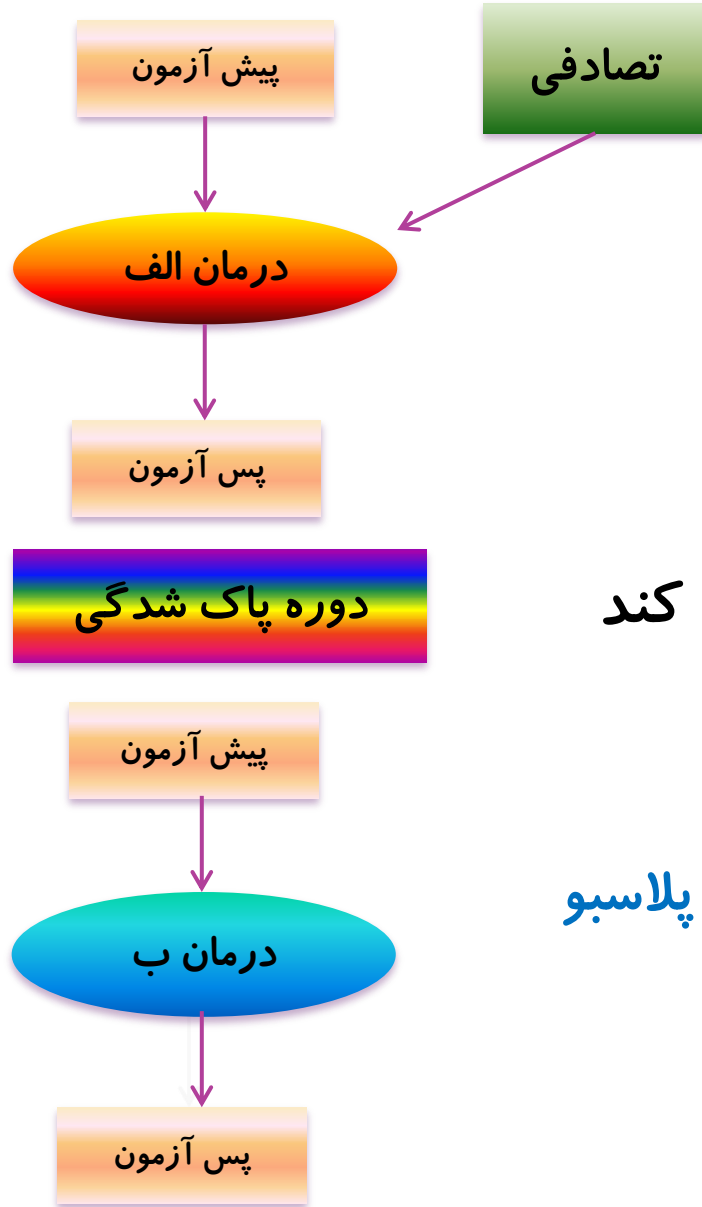 تصادفی
پیش آزمون
درمان الف
پس آزمون
کند
دوره پاک شدگی
پیش آزمون
پلاسبو
درمان ب
پس آزمون